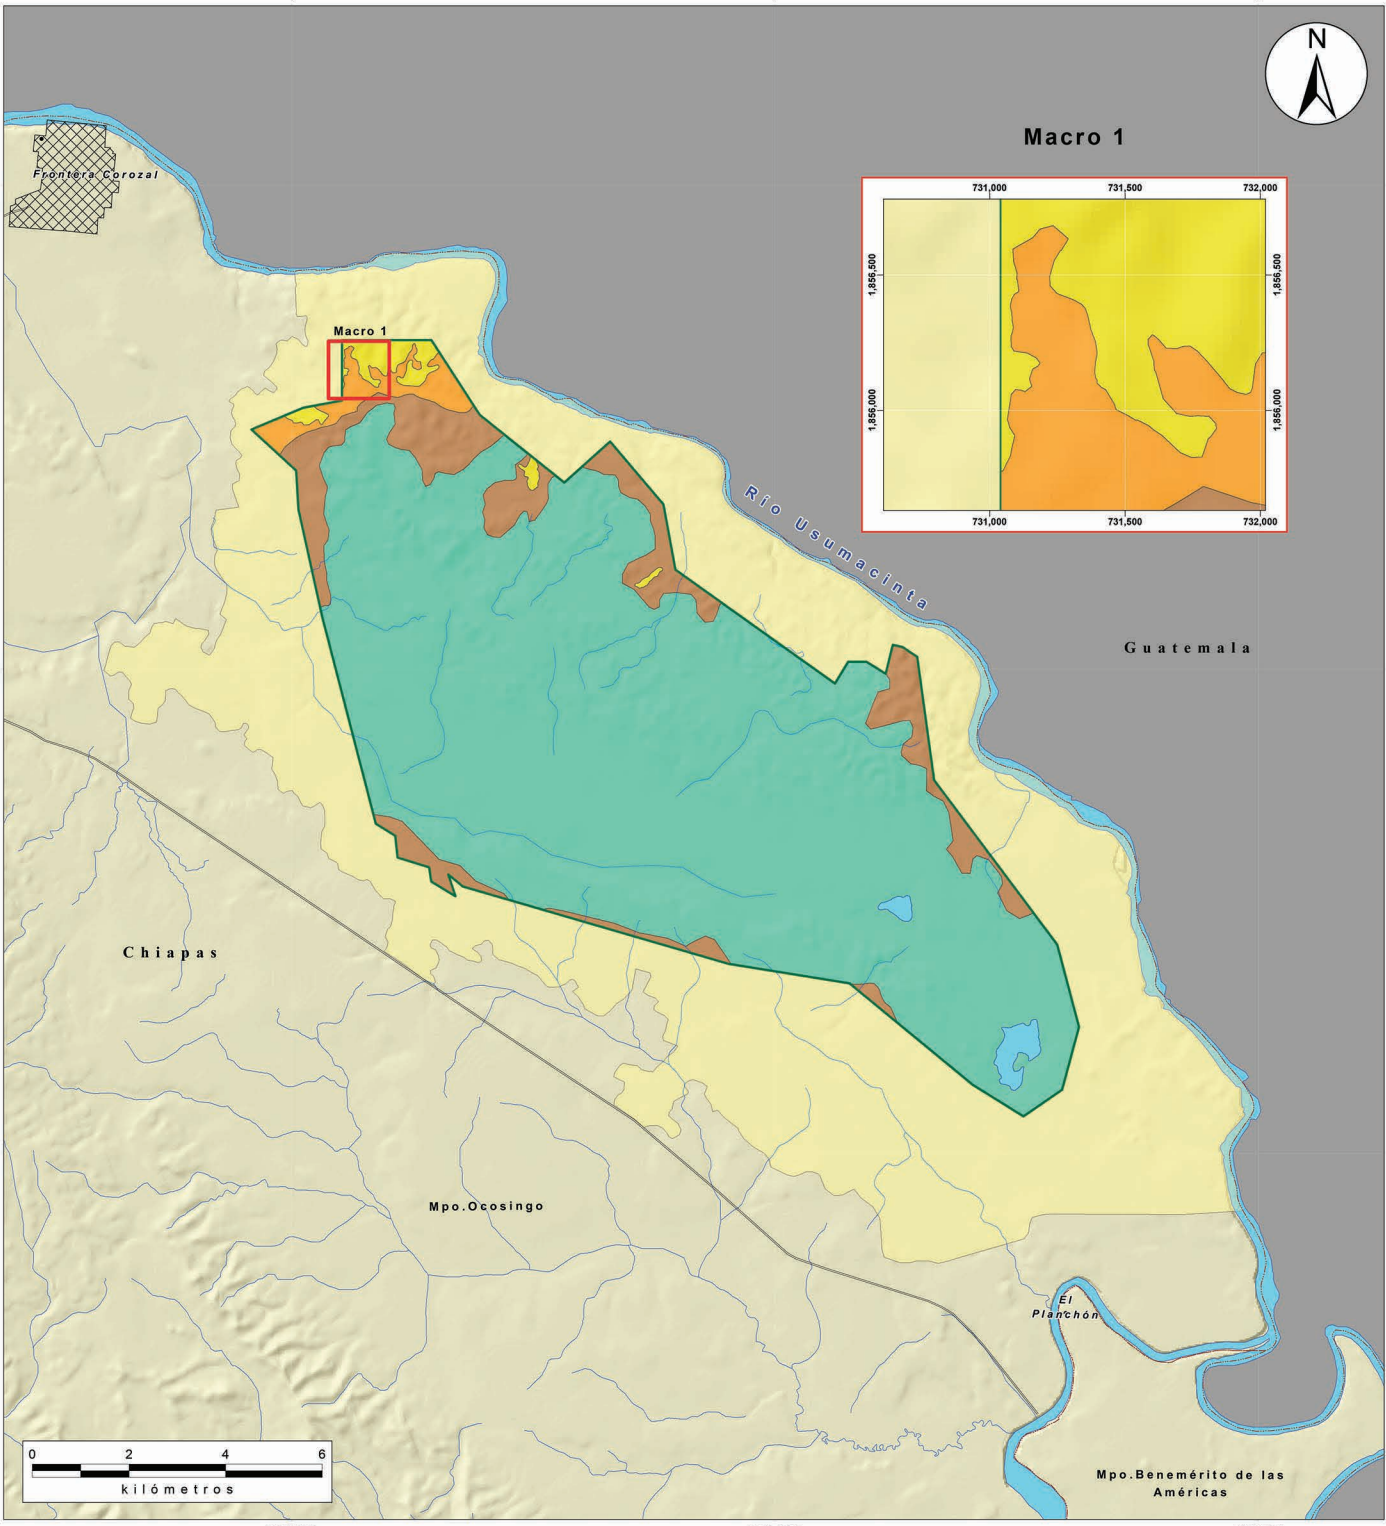 N
Macro 1
731,000 731,500 732,000
1,856,500 1,856,500
1,856,000 1,856,000
731,000 731,500 732,000
Frontera Corozal
Macro 1
Río Usumacinta
Guatemala
Chiapas
Mpo.Ocosingo
El
Planchón
0 2 4 6
kilómetros
Mpo.Benemérito de las
Américas